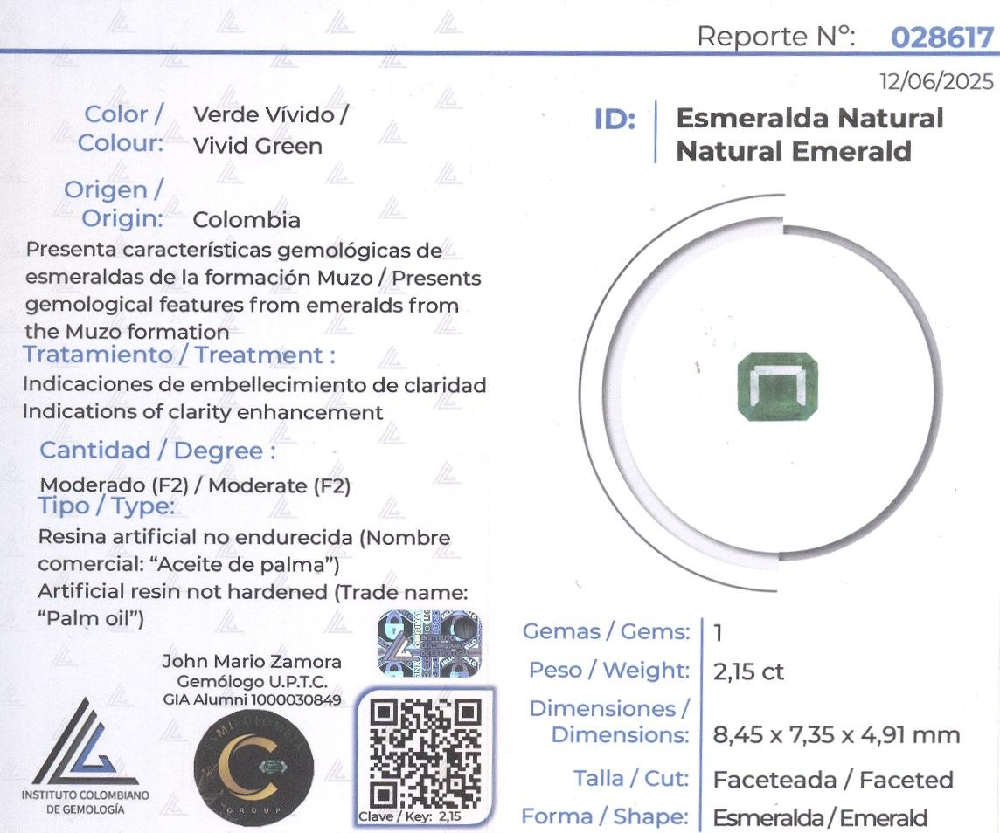 Reporte Nº: 028617
12/06/2025
Color / Verde Vívido /
Colour: Vivid Green
Origen /
Origin: Colombia
Presenta características gemológicas de
esmeraldas de la formación Muzo / Presents
gemological features from emeralds from
the Muzo formation
Tratamiento / Treatment :
Indicaciones de embellecimiento de claridad
Indications of clarity enhancement
Cantidad / Degree :
Moderado (F2) / Moderate (F2)
Tipo / Type:
Resina artificial no endurecida (Nombre
comercial: “Aceite de palma”)
Artificial resin not hardened (Trade name:
“Palm oil”)
John Mario Zamora
Gemólogo U.P.T.C.
GIA Alumni 1000030849
INSTITUTO COLOMBIANO
DE GEMOLOGÍA
GROUP
Clave / Key: 2,15
ID: Esmeralda Natural
Natural Emerald
Gemas / Gems: 1
Peso / Weight: 2,15 ct
Dimensiones /
Dimensions: 8,45 x 7,35 x 4,91 mm
Talla / Cut: Faceteada / Faceted
Forma / Shape: Esmeralda / Emerald